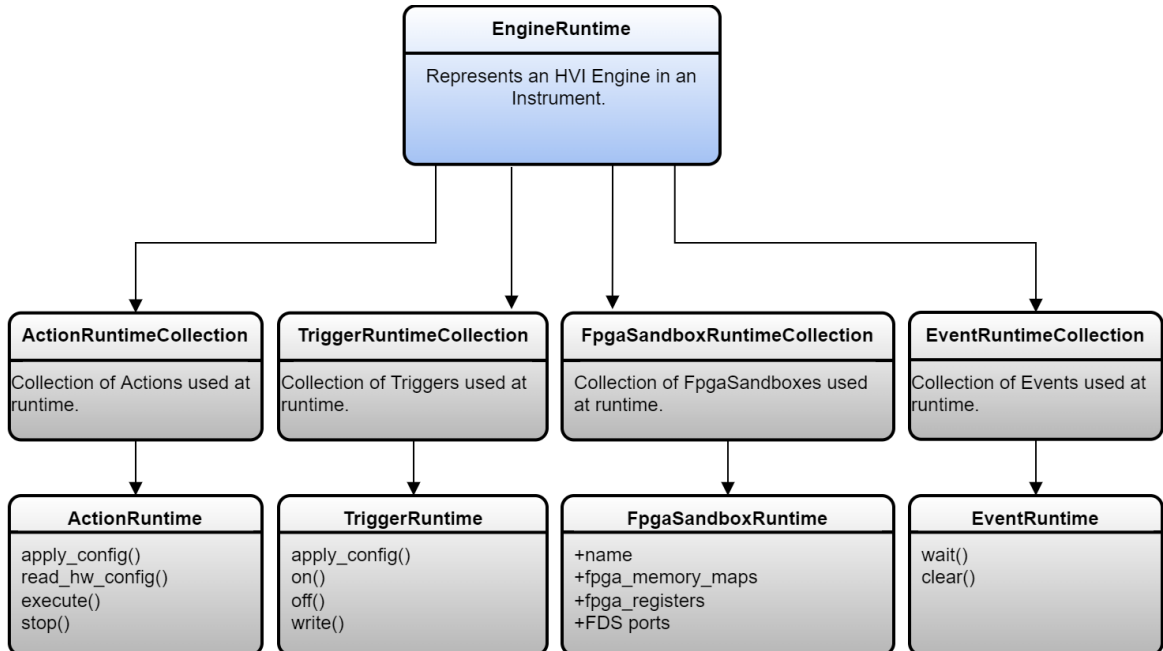 EngineRuntime
Represents an HVI Engine in an
Instrument.
ActionRuntimeCollection
Collection of Actions used at
runtime.
TriggerRuntimeCollection
Collection of Triggers used at
runtime.
FpgaSandboxRuntimeCollection
Collection of FpgaSandboxes used
at runtime.
EventRuntimeCollection
Collection of Events used at
runtime.
ActionRuntime
apply_config()
read_hw_config()
execute()
stop()
TriggerRuntime
apply_config()
on()
off()
write()
FpgaSandboxRuntime
+name
+fpga_memory_maps
+fpga_registers
+FDS ports
EventRuntime
wait()
clear()